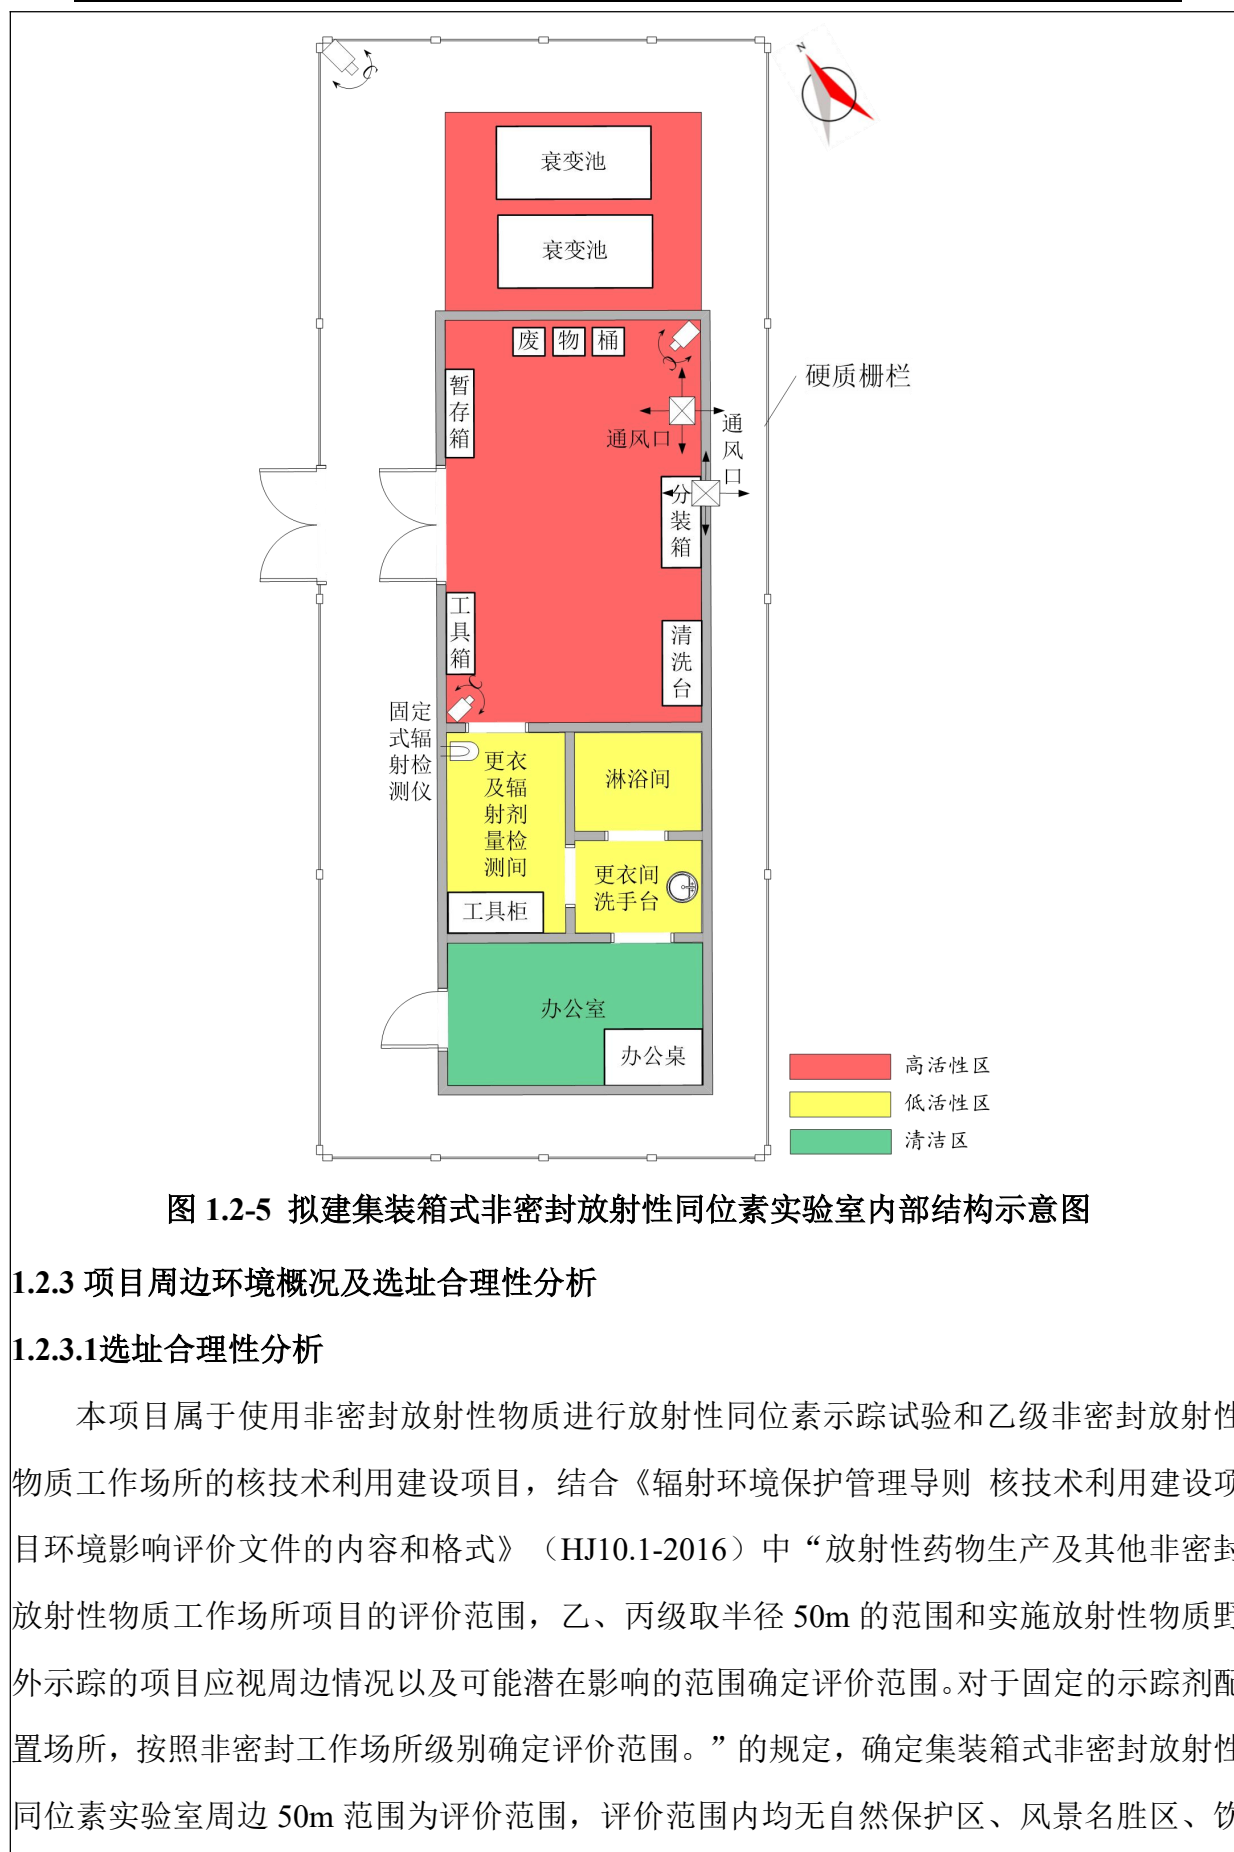 N
衰变池
衰变池
废 物 桶
硬质栅栏
暂存箱
通风口
通风口
分装箱
工具箱
清洗台
固定式辐射检测仪
更衣及辐射剂量检测间
淋浴间
更衣间
洗手台
工具柜
办公室
办公桌
高活性区
低活性区
清洁区
图 1.2-5 拟建集装箱式非密封放射性同位素实验室内部结构示意图
1.2.3 项目周边环境概况及选址合理性分析
1.2.3.1选址合理性分析
本项目属于使用非密封放射性物质进行放射性同位素示踪试验和乙级非密封放射性
物质工作场所的核技术利用建设项目，结合《辐射环境保护管理导则 核技术利用建设项
目环境影响评价文件的内容和格式》（HJ10.1-2016）中“放射性药物生产及其他非密封
放射性物质工作场所项目的评价范围，乙、丙级取半径 50m 的范围和实施放射性物质野
外示踪的项目应视周边情况以及可能潜在影响的范围确定评价范围。对于固定的示踪剂配
置场所，按照非密封工作场所级别确定评价范围。”的规定，确定集装箱式非密封放射性
同位素实验室周边 50m 范围为评价范围，评价范围内均无自然保护区、风景名胜区、饮